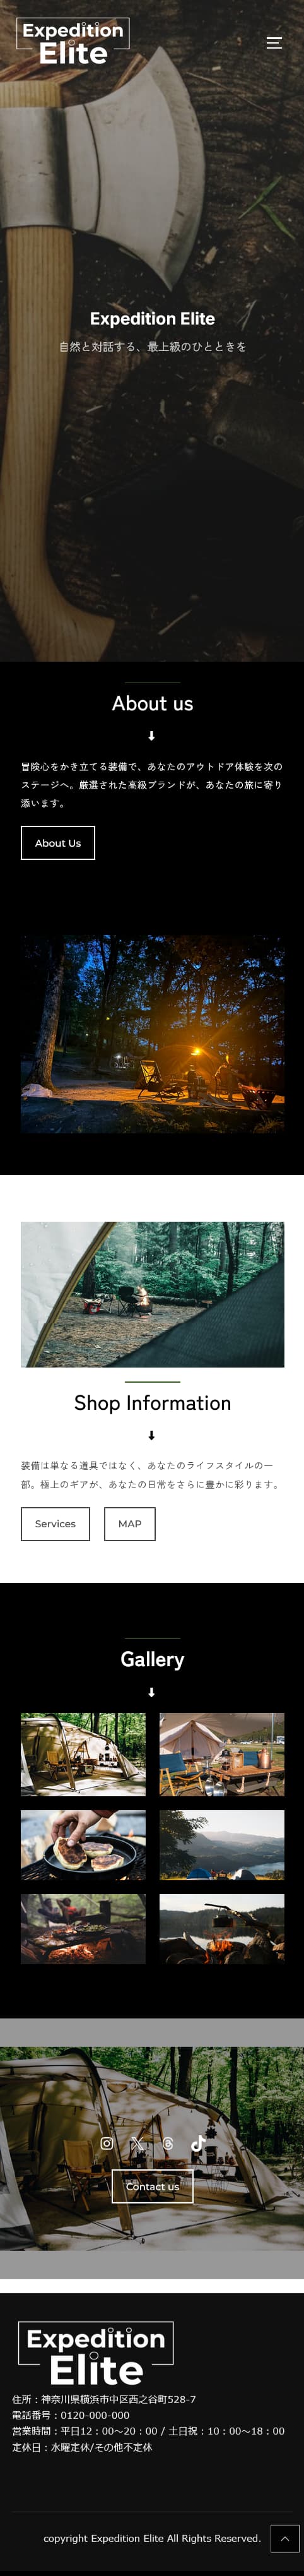 Expedition
Elite
Expedition Elite
自然と対話する、最上級のひとときを
About us
冒険心をかき立てる装備で、あなたのアウトドア体験を次の
ステージへ。厳選された高級ブランドが、あなたの旅に寄り
添います。
About Us
Shop Information
装備は単なる道具ではなく、あなたのライフスタイルの一
部。極上のギアが、あなたの日常をさらに豊かに彩ります。
Services MAP
Gallery
Contact us
Expedition
Elite
住所：神奈川県横浜市中区西之谷町528-7
電話番号：0120-000-000
営業時間：平日12：00〜20：00 / 土日祝：10：00〜18：00
定休日：水曜定休/その他不定休
copyright Expedition Elite All Rights Reserved.